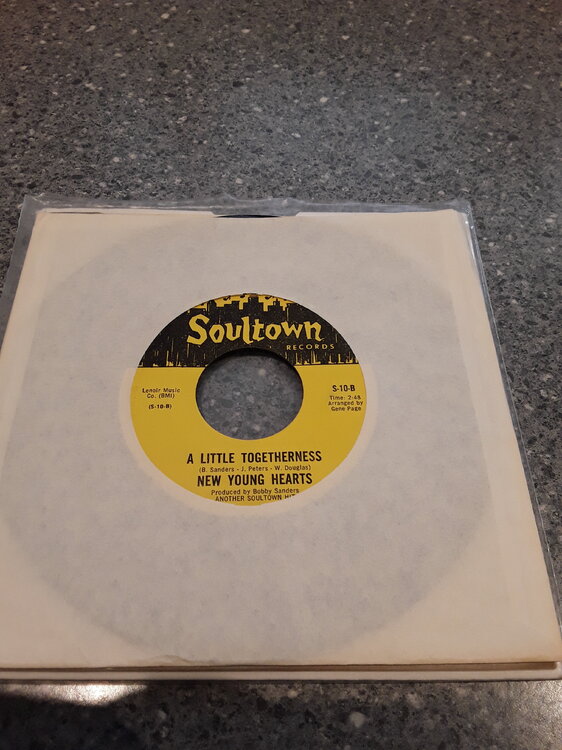 Soultown
RECORDS
Lenoir Music
Co. (BMI)
(S-10-B)
S-10-B
Time: 2:48
Arranged by
Gene Page
A LITTLE TOGETHERNESS
(B. Sanders - J. Peters - W. Douglas)
NEW YOUNG HEARTS
Produced by Bobby Sanders
ANOTHER SOULTOWN